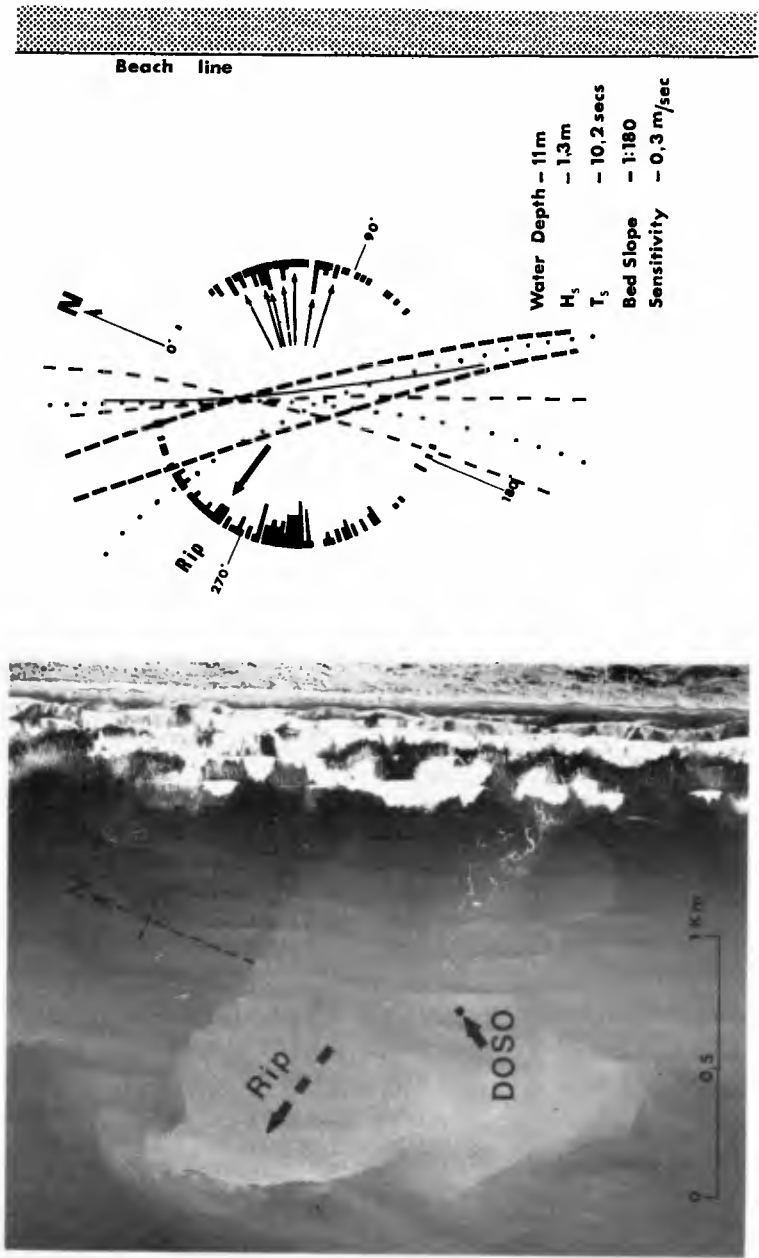 Beach line
N
0°
90°
180°
270°
Rip
Water Depth – 11m
Hs – 1,3m
Ts – 10,2 secs
Bed Slope – 1:180
Sensitivity – 0,3 m/sec
N
Rip
DOSO
0 0,5 1 Km